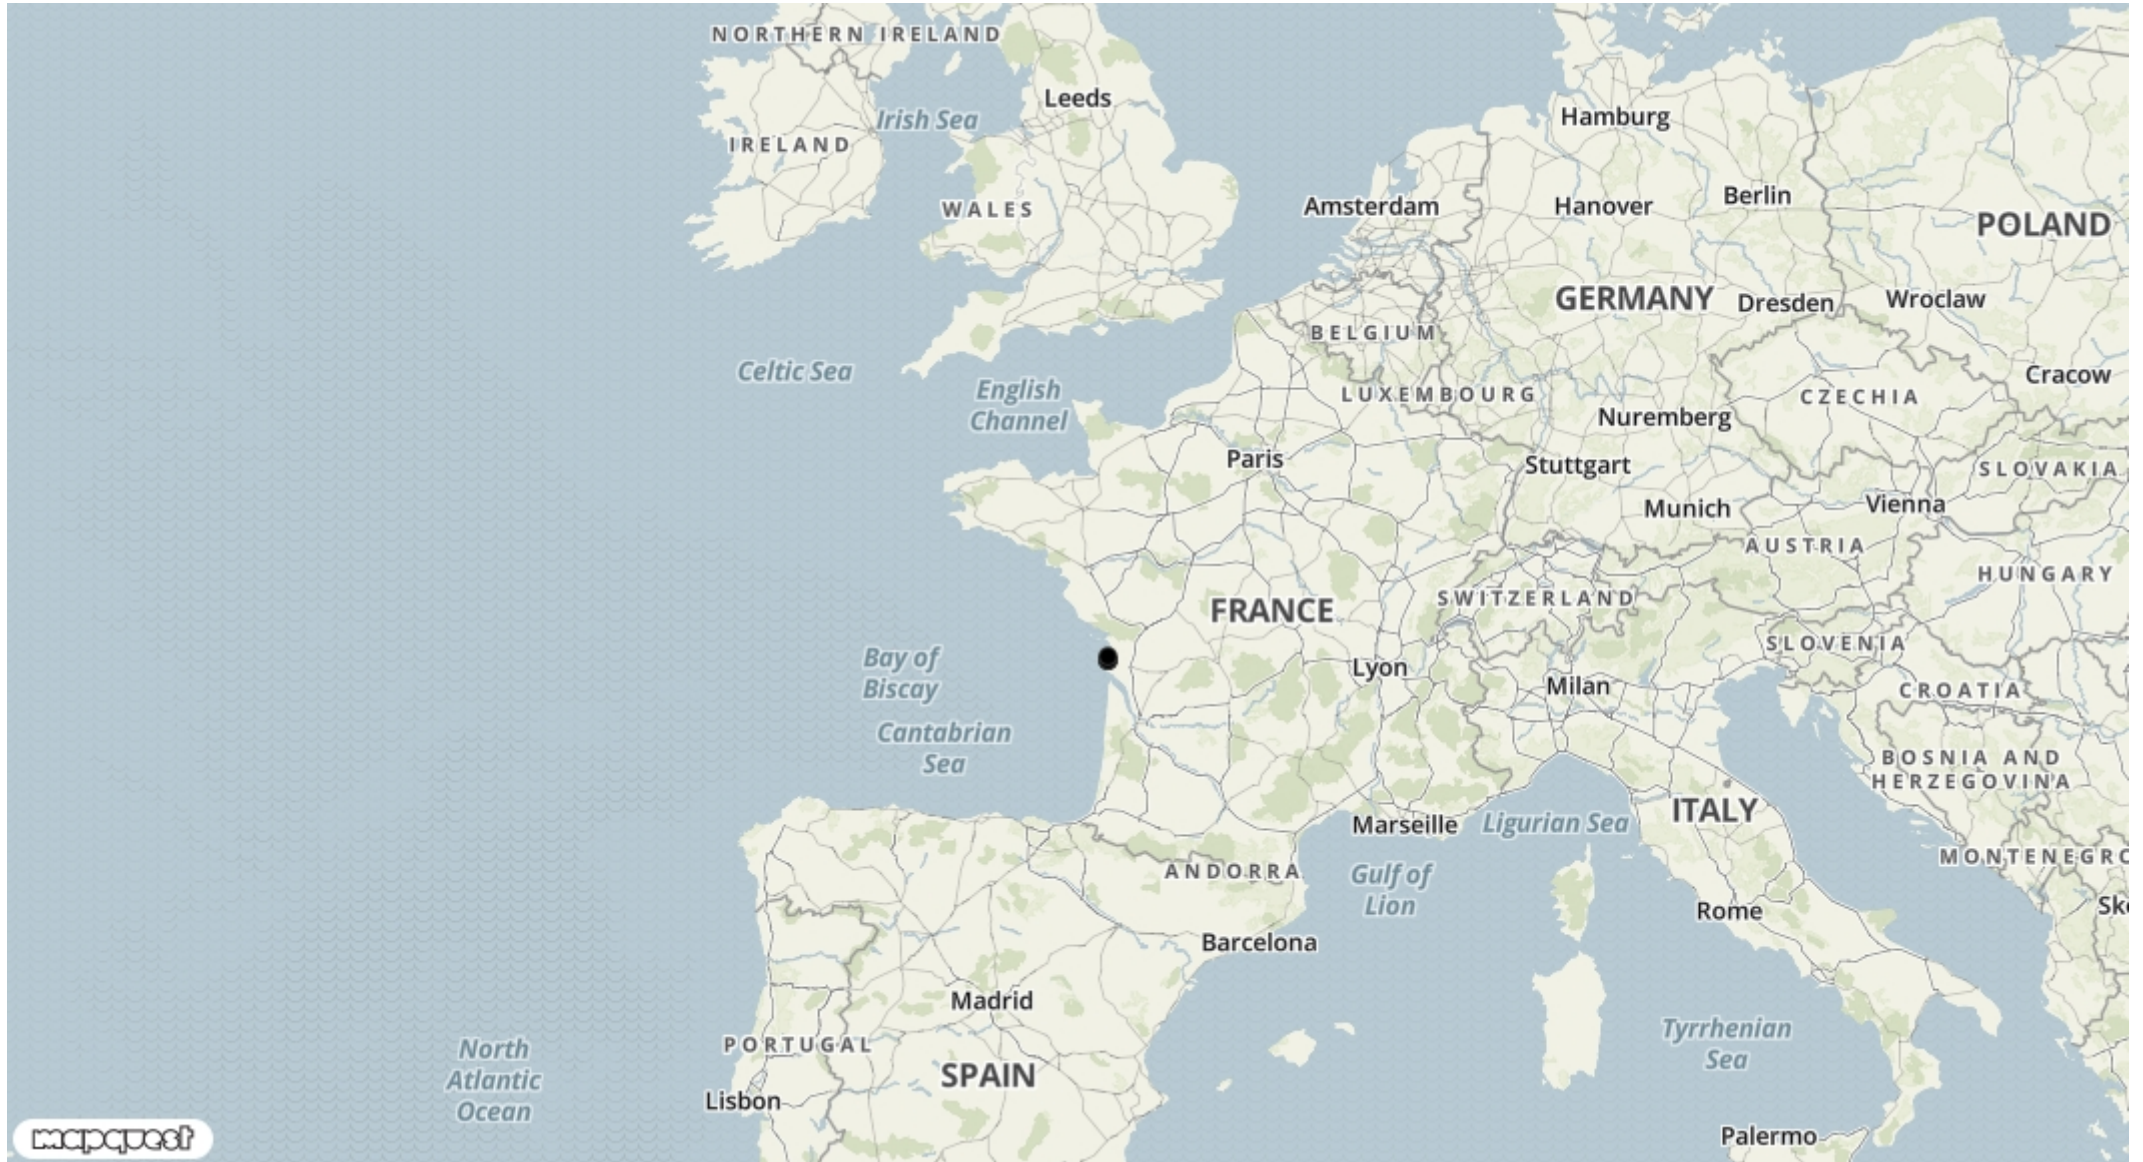 NORTHERN IRELAND
Leeds
Irish Sea
IRELAND
Hamburg
WALES
Amsterdam
Hanover
Berlin
POLAND
GERMANY
Dresden
Wroclaw
BELGIUM
Celtic Sea
English
Channel
LUXEMBOURG
Cracow
CZECHIA
Nuremberg
Paris
Stuttgart
SLOVAKIA
Munich
Vienna
AUSTRIA
HUNGARY
FRANCE
SWITZERLAND
SLOVENIA
Bay of
Biscay
Lyon
Milan
CROATIA
Cantabrian
Sea
BOSNIA AND
HERZEGOVINA
ITALY
Marseille
Ligurian Sea
MONTENEGRO
ANDORRA
Gulf of
Lion
Rome
Sk
Barcelona
Madrid
Tyrrhenian
Sea
PORTUGAL
North
Atlantic
Ocean
SPAIN
Lisbon
Palermo
mapquest